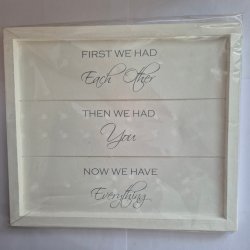 FIRST WE HAD
Each Other
THEN WE HAD
You
NOW WE HAVE
Everything